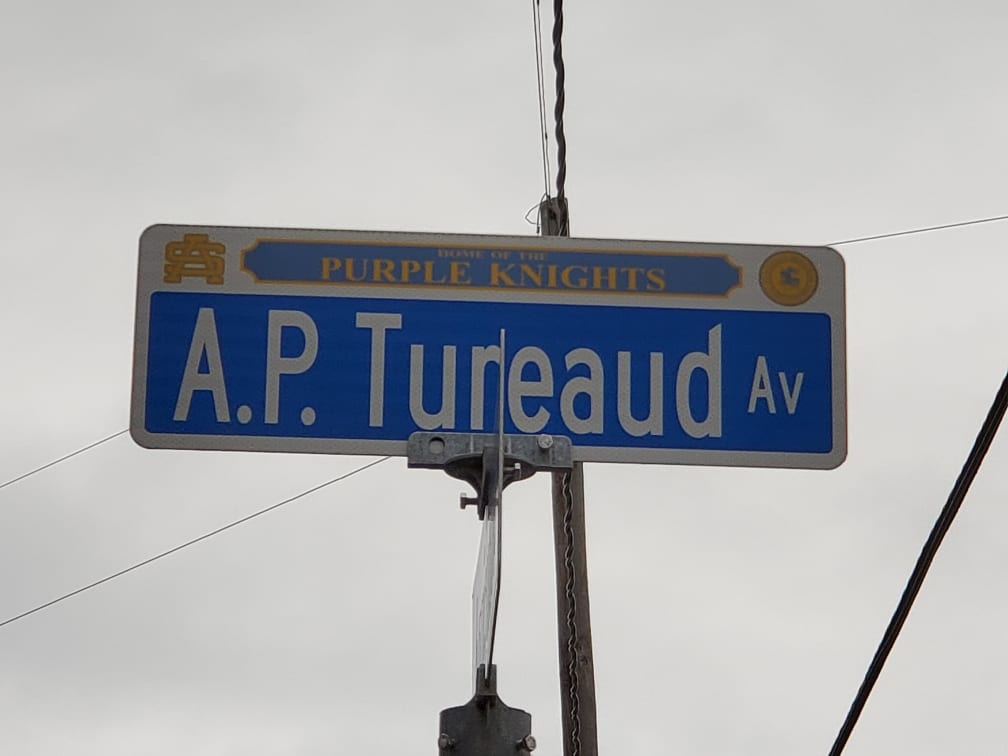 HOME OF THE
PURPLE KNIGHTS
A.P. Tureaud Av